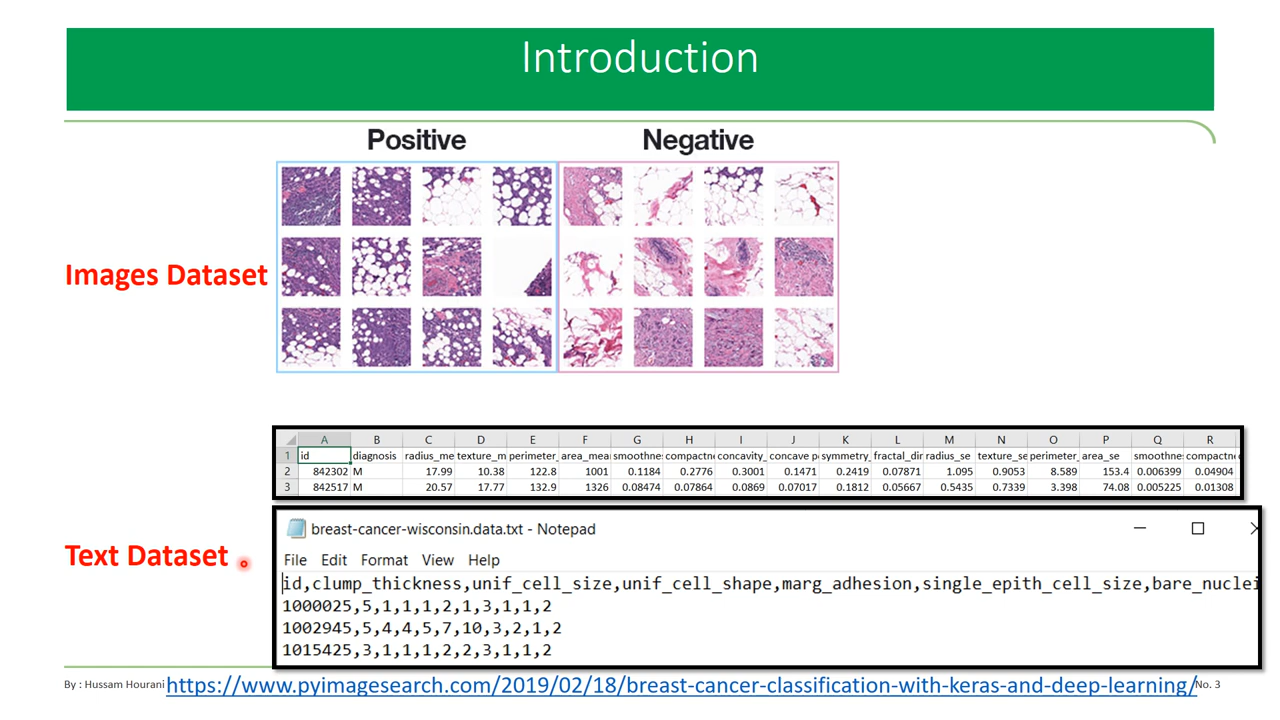 Introduction
Positive Negative
Images Dataset
A B C D E F G H I J K L M N O P Q R
1 id diagnosis radius_me texture_m perimeter_ area_mea smoothne compactne concavity_ concave p symmetry_ fractal_dir radius_se texture_se perimeter_ area_se smoothne compactne
2 842302 M 17.99 10.38 122.8 1001 0.1184 0.2776 0.3001 0.1471 0.2419 0.07871 1.095 0.9053 8.589 153.4 0.006399 0.04904
3 842517 M 20.57 17.77 132.9 1326 0.08474 0.07864 0.0869 0.07017 0.1812 0.05667 0.5435 0.7339 3.398 74.08 0.005225 0.01308
Text Dataset
breast-cancer-wisconsin.data.txt - Notepad
File Edit Format View Help
id,clump_thickness,unif_cell_size,unif_cell_shape,marg_adhesion,single_epith_cell_size,bare_nuclei
1000025,5,1,1,1,2,1,3,1,1,2
1002945,5,4,4,5,7,10,3,2,1,2
1015425,3,1,1,1,2,2,3,1,1,2
By : Hussam Hourani https://www.pyimagesearch.com/2019/02/18/breast-cancer-classification-with-keras-and-deep-learning/ No. 3